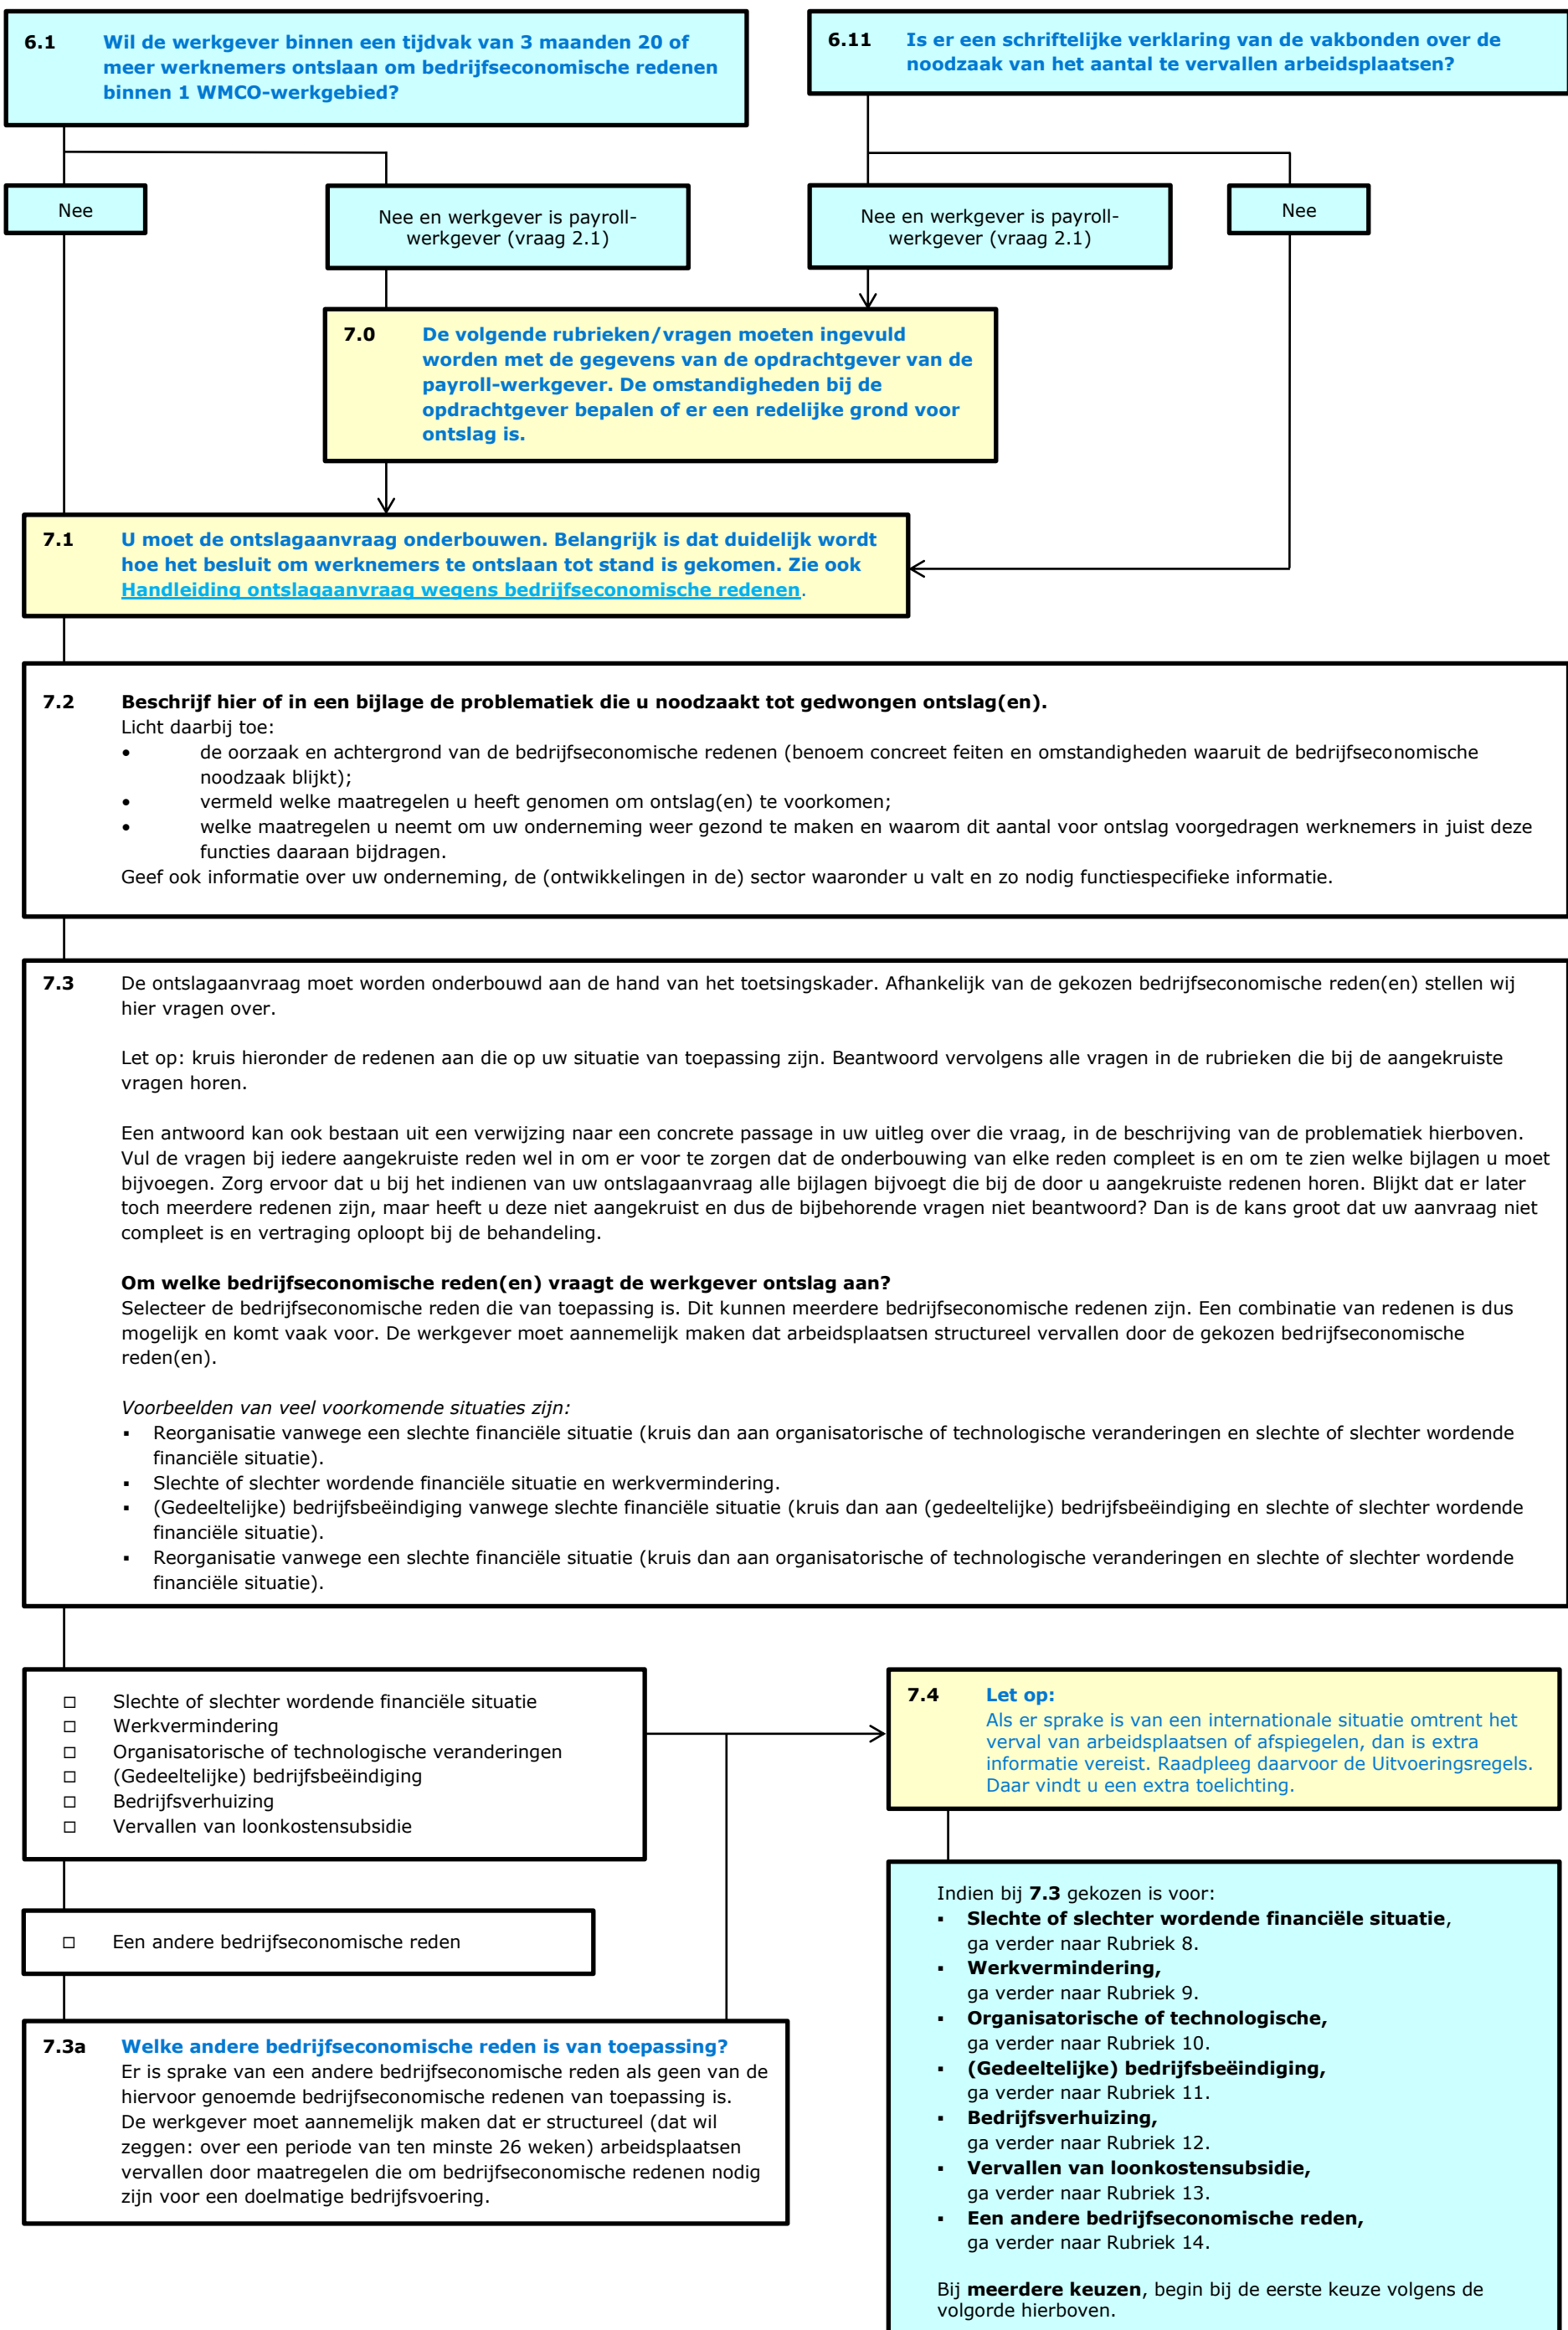 6.1 Wil de werkgever binnen een tijdvak van 3 maanden 20 of
meer werknemers ontslaan om bedrijfseconomische redenen
binnen 1 WMCO-werkgebied?
6.11 Is er een schriftelijke verklaring van de vakbonden over de
noodzaak van het aantal te vervallen arbeidsplaatsen?
Nee
Nee en werkgever is payroll-
werkgever (vraag 2.1)
Nee en werkgever is payroll-
werkgever (vraag 2.1)
Nee
7.0 De volgende rubrieken/vragen moeten ingevuld
worden met de gegevens van de opdrachtgever van de
payroll-werkgever. De omstandigheden bij de
opdrachtgever bepalen of er een redelijke grond voor
ontslag is.
7.1 U moet de ontslagaanvraag onderbouwen. Belangrijk is dat duidelijk wordt
hoe het besluit om werknemers te ontslaan tot stand is gekomen. Zie ook
Handleiding ontslagaanvraag wegens bedrijfseconomische redenen.
7.2 Beschrijf hier of in een bijlage de problematiek die u noodzaakt tot gedwongen ontslag(en).
Licht daarbij toe:
• de oorzaak en achtergrond van de bedrijfseconomische redenen (benoem concreet feiten en omstandigheden waaruit de bedrijfseconomische
noodzaak blijkt);
• vermeld welke maatregelen u heeft genomen om ontslag(en) te voorkomen;
• welke maatregelen u neemt om uw onderneming weer gezond te maken en waarom dit aantal voor ontslag voorgedragen werknemers in juist deze
functies daaraan bijdragen.
Geef ook informatie over uw onderneming, de (ontwikkelingen in de) sector waaronder u valt en zo nodig functiespecifieke informatie.
7.3 De ontslagaanvraag moet worden onderbouwd aan de hand van het toetsingskader. Afhankelijk van de gekozen bedrijfseconomische reden(en) stellen wij
hier vragen over.
Let op: kruis hieronder de redenen aan die op uw situatie van toepassing zijn. Beantwoord vervolgens alle vragen in de rubrieken die bij de aangekruiste
vragen horen.
Een antwoord kan ook bestaan uit een verwijzing naar een concrete passage in uw uitleg over die vraag, in de beschrijving van de problematiek hierboven.
Vul de vragen bij iedere aangekruiste reden wel in om er voor te zorgen dat de onderbouwing van elke reden compleet is en om te zien welke bijlagen u moet
bijvoegen. Zorg ervoor dat u bij het indienen van uw ontslagaanvraag alle bijlagen bijvoegt die bij de door u aangekruiste redenen horen. Blijkt dat er later
toch meerdere redenen zijn, maar heeft u deze niet aangekruist en dus de bijbehorende vragen niet beantwoord? Dan is de kans groot dat uw aanvraag niet
compleet is en vertraging oploopt bij de behandeling.
Om welke bedrijfseconomische reden(en) vraagt de werkgever ontslag aan?
Selecteer de bedrijfseconomische reden die van toepassing is. Dit kunnen meerdere bedrijfseconomische redenen zijn. Een combinatie van redenen is dus
mogelijk en komt vaak voor. De werkgever moet aannemelijk maken dat arbeidsplaatsen structureel vervallen door de gekozen bedrijfseconomische
reden(en).
Voorbeelden van veel voorkomende situaties zijn:
▪ Reorganisatie vanwege een slechte financiële situatie (kruis dan aan organisatorische of technologische veranderingen en slechte of slechter wordende
financiële situatie).
▪ Slechte of slechter wordende financiële situatie en werkvermindering.
▪ (Gedeeltelijke) bedrijfsbeëindiging vanwege slechte financiële situatie (kruis dan aan (gedeeltelijke) bedrijfsbeëindiging en slechte of slechter wordende
financiële situatie).
▪ Reorganisatie vanwege een slechte financiële situatie (kruis dan aan organisatorische of technologische veranderingen en slechte of slechter wordende
financiële situatie).
□ Slechte of slechter wordende financiële situatie
□ Werkvermindering
□ Organisatorische of technologische veranderingen
□ (Gedeeltelijke) bedrijfsbeëindiging
□ Bedrijfsverhuizing
□ Vervallen van loonkostensubsidie
□ Een andere bedrijfseconomische reden
7.3a Welke andere bedrijfseconomische reden is van toepassing?
Er is sprake van een andere bedrijfseconomische reden als geen van de
hiervoor genoemde bedrijfseconomische redenen van toepassing is.
De werkgever moet aannemelijk maken dat er structureel (dat wil
zeggen: over een periode van ten minste 26 weken) arbeidsplaatsen
vervallen door maatregelen die om bedrijfseconomische redenen nodig
zijn voor een doelmatige bedrijfsvoering.
7.4 Let op:
Als er sprake is van een internationale situatie omtrent het
verval van arbeidsplaatsen of afspiegelen, dan is extra
informatie vereist. Raadpleeg daarvoor de Uitvoeringsregels.
Daar vindt u een extra toelichting.
Indien bij 7.3 gekozen is voor:
▪ Slechte of slechter wordende financiële situatie,
ga verder naar Rubriek 8.
▪ Werkvermindering,
ga verder naar Rubriek 9.
▪ Organisatorische of technologische,
ga verder naar Rubriek 10.
▪ (Gedeeltelijke) bedrijfsbeëindiging,
ga verder naar Rubriek 11.
▪ Bedrijfsverhuizing,
ga verder naar Rubriek 12.
▪ Vervallen van loonkostensubsidie,
ga verder naar Rubriek 13.
▪ Een andere bedrijfseconomische reden,
ga verder naar Rubriek 14.
Bij meerdere keuzen, begin bij de eerste keuze volgens de
volgorde hierboven.